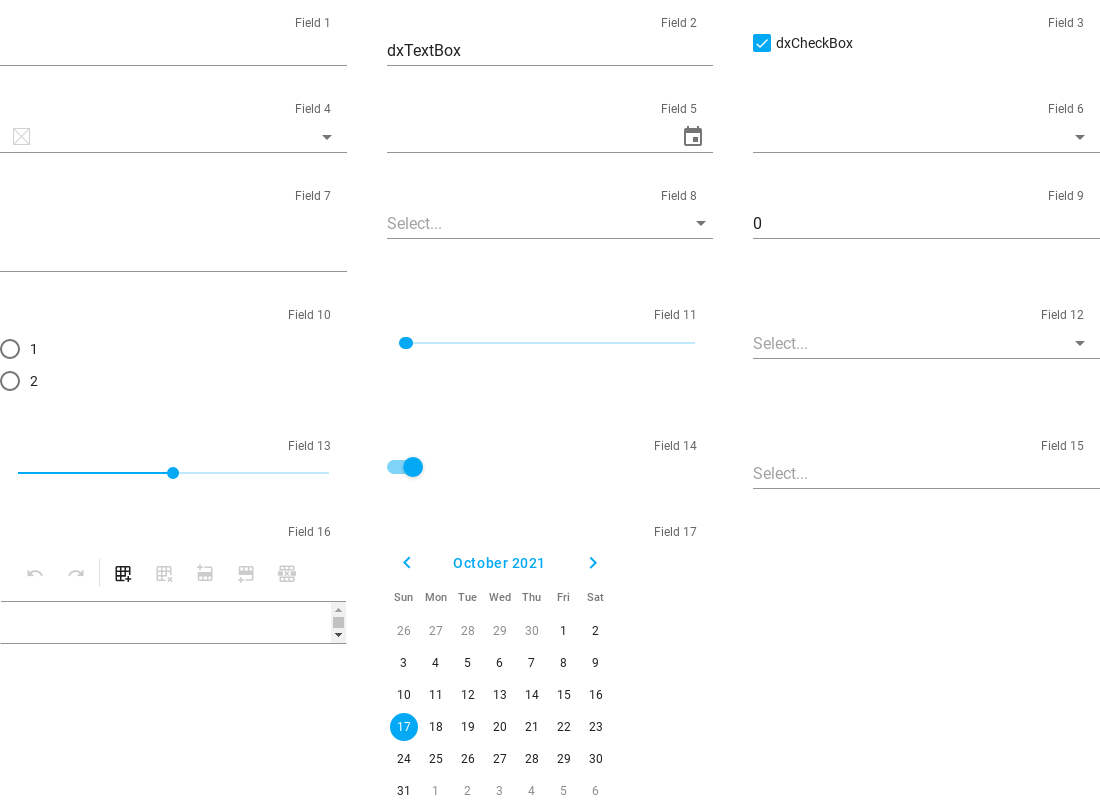 Field 1
Field 2
dxTextBox
Field 3
dxCheckBox
Field 4
Field 5
Field 6
Field 7
Field 8
Select...
Field 9
0
Field 10
1
2
Field 11
Field 12
Select...
Field 13
Field 14
Field 15
Select...
Field 16
Field 17
October 2021
Sun Mon Tue Wed Thu Fri Sat
26 27 28 29 30 1 2
3 4 5 6 7 8 9
10 11 12 13 14 15 16
17 18 19 20 21 22 23
24 25 26 27 28 29 30
31 1 2 3 4 5 6